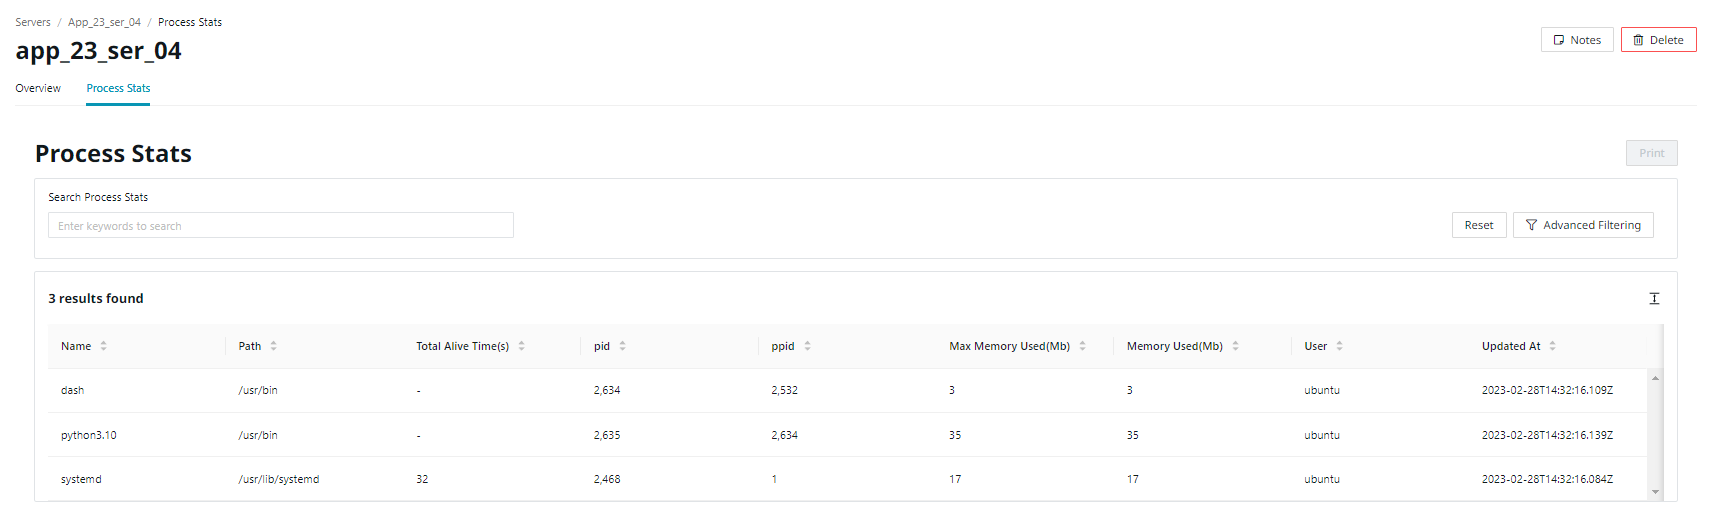 Servers / App_23_ser_04 / Process Stats
app_23_ser_04
Notes
Delete
Overview Process Stats
Process Stats
Print
Search Process Stats
Enter keywords to search
Reset
Advanced Filtering
3 results found
Name Path Total Alive Time(s) pid ppid Max Memory Used(Mb) Memory Used(Mb) User Updated At
dash /usr/bin - 2,634 2,532 3 3 ubuntu 2023-02-28T14:32:16.109Z
python3.10 /usr/bin - 2,635 2,634 35 35 ubuntu 2023-02-28T14:32:16.139Z
systemd /usr/lib/systemd 32 2,468 1 17 17 ubuntu 2023-02-28T14:32:16.084Z